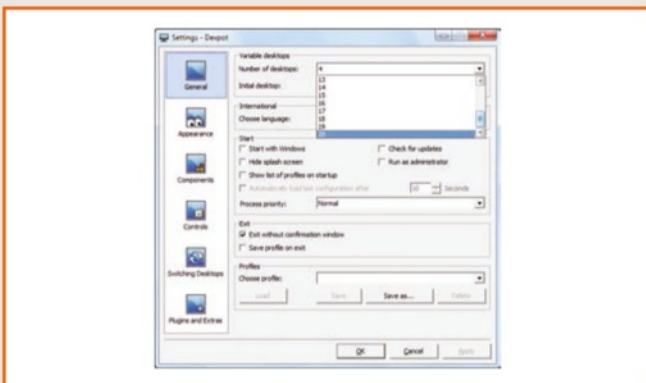 Settings - Dexpot
General
Appearance
Components
Controls
Switching Desktops
Plugins and Extras
Variable desktops
Number of desktops: 4
13
14
15
16
17
18
19
20
Initial desktop:
International
Choose language:
Start
Start with Windows
Check for updates
Hide splash screen
Run as administrator
Show list of profiles on startup
Automatically load last configuration after 10 Seconds
Process priority: Normal
Exit
Exit without confirmation window
Save profile on exit
Profiles
Choose profile:
Load Save Save as... Delete
OK Cancel Apply